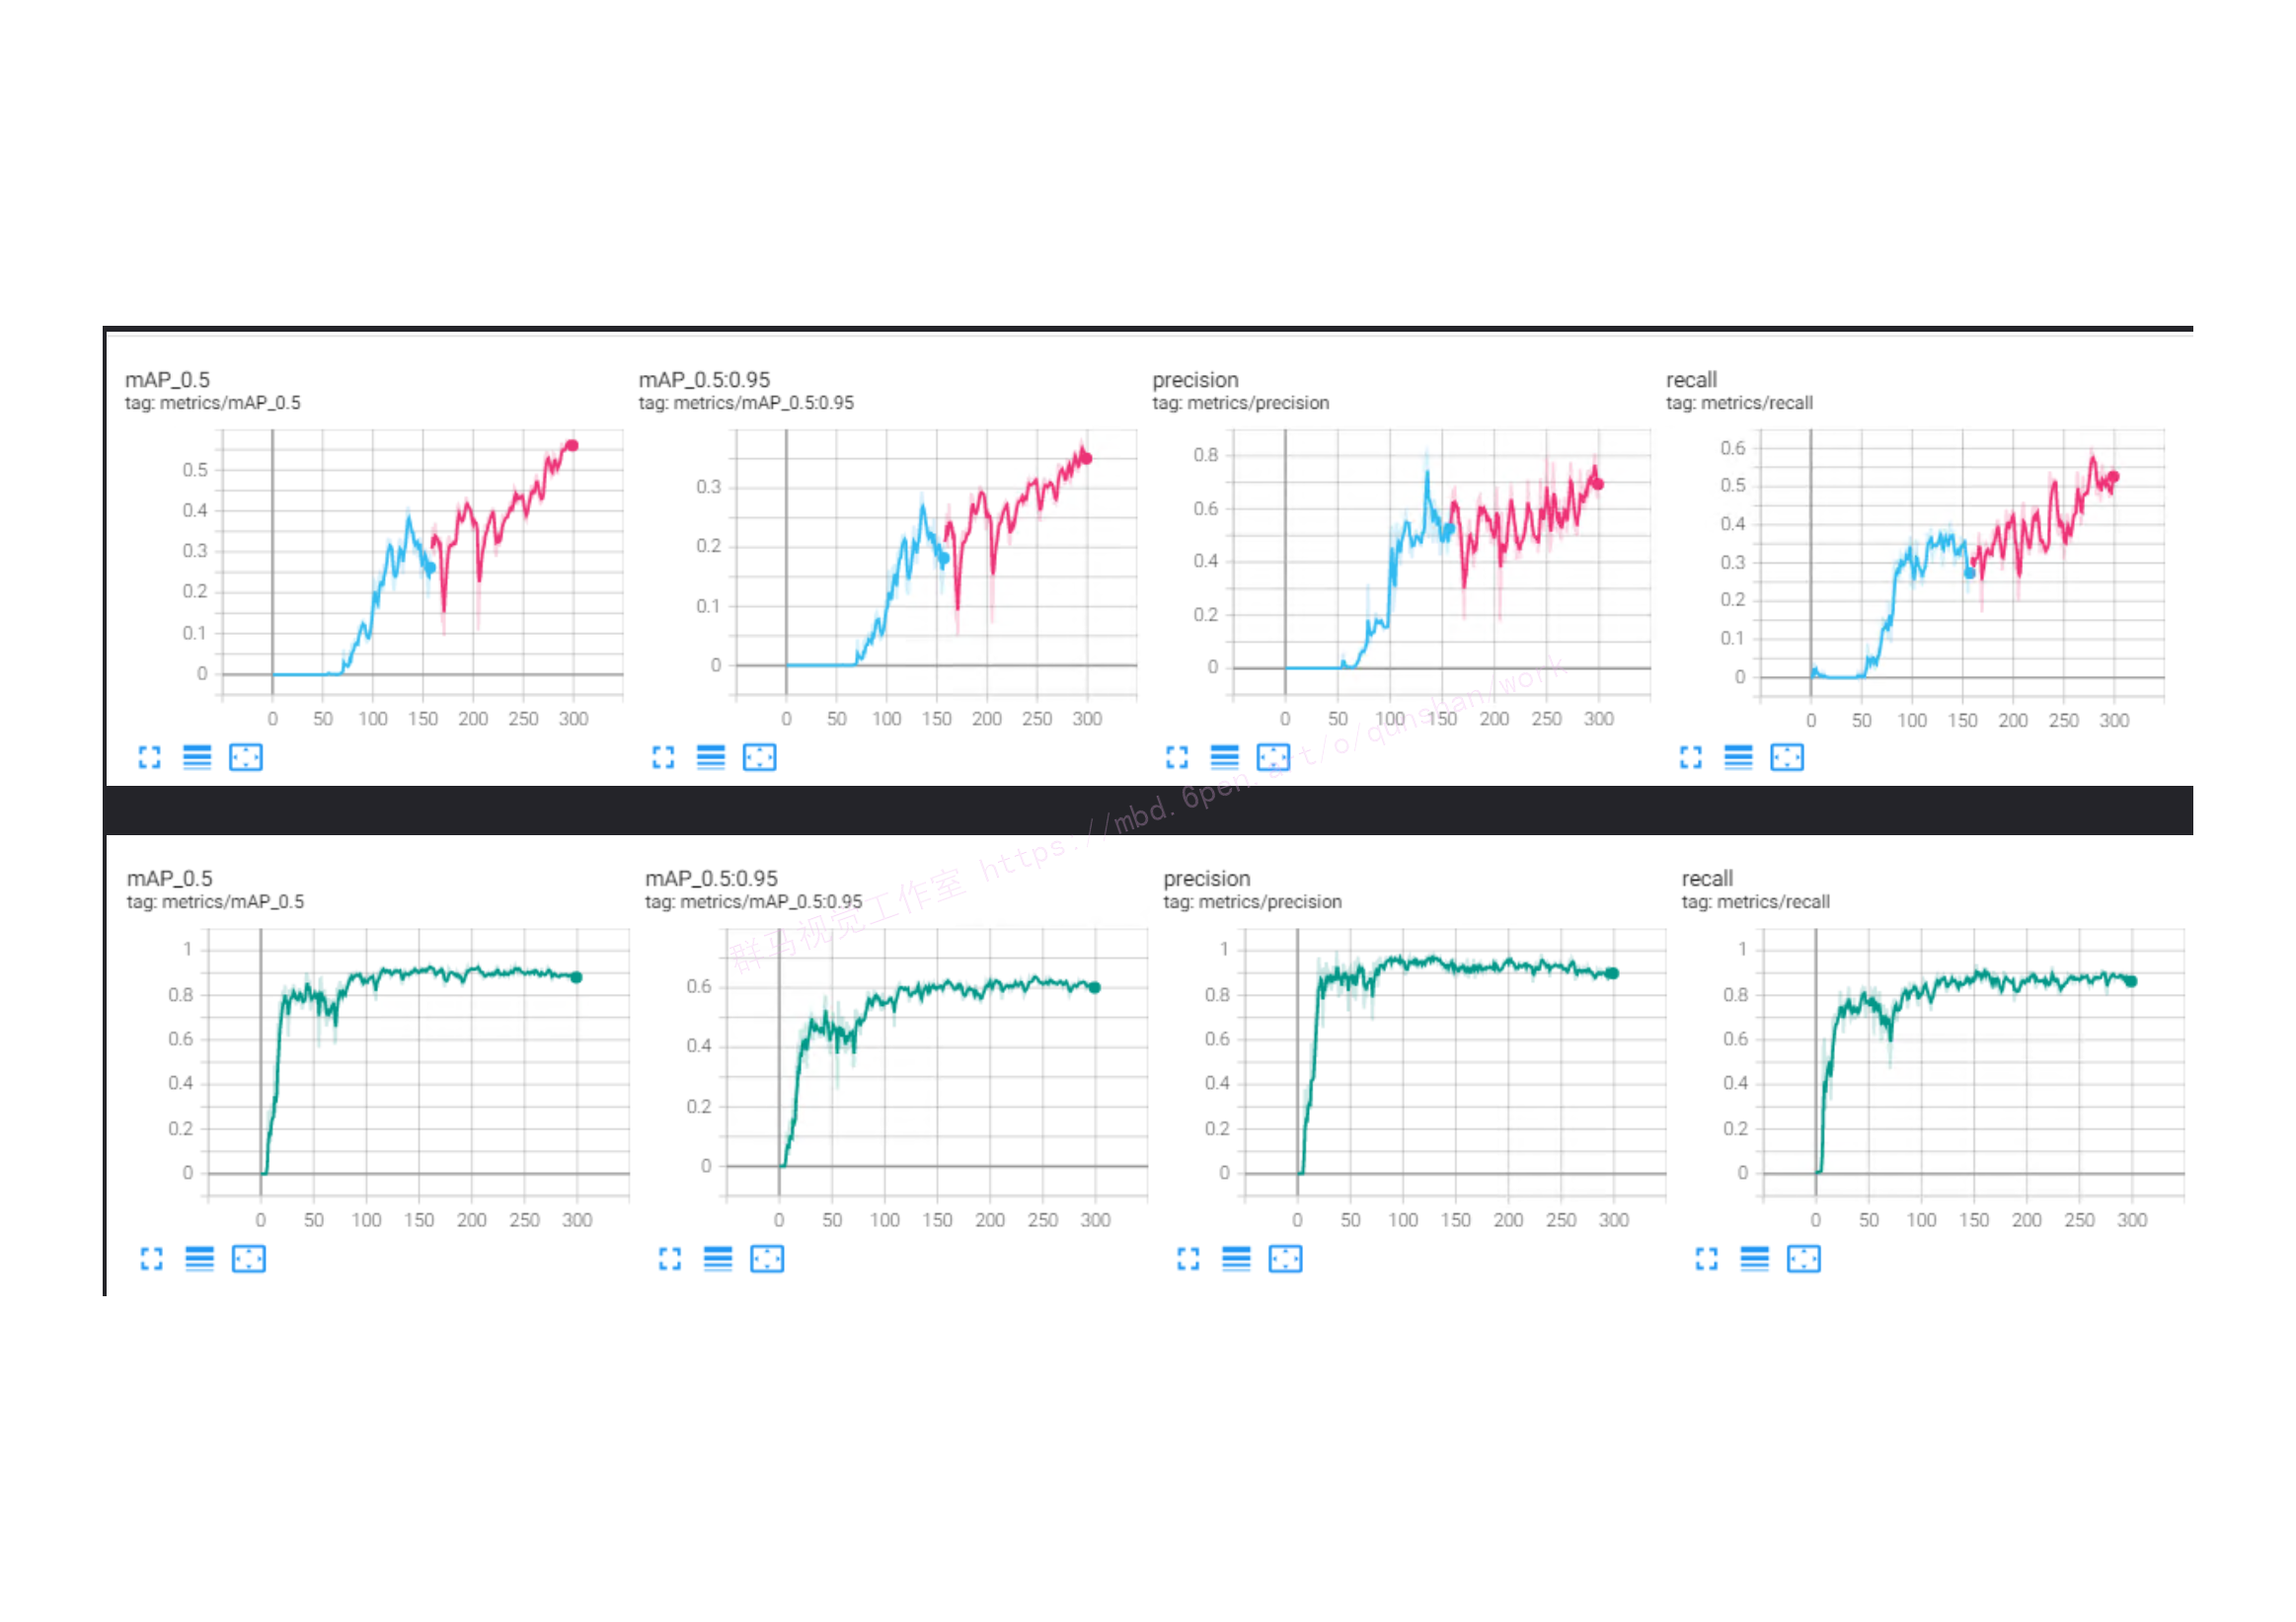 mAP_0.5
tag: metrics/mAP_0.5
0.5
0.4
0.3
0.2
0.1
0
0 50 100 150 200 250 300
mAP_0.5:0.95
tag: metrics/mAP_0.5:0.95
0.3
0.2
0.1
0
0 50 100 150 200 250 300
precision
tag: metrics/precision
0.8
0.6
0.4
0.2
0
0 50 100 150 200 250 300
recall
tag: metrics/recall
0.6
0.5
0.4
0.3
0.2
0.1
0
0 50 100 150 200 250 300
群马视觉工作室 https://mbd.6pen.art/o/qunshan/work
mAP_0.5
tag: metrics/mAP_0.5
1
0.8
0.6
0.4
0.2
0
0 50 100 150 200 250 300
mAP_0.5:0.95
tag: metrics/mAP_0.5:0.95
0.6
0.4
0.2
0
0 50 100 150 200 250 300
precision
tag: metrics/precision
1
0.8
0.6
0.4
0.2
0
0 50 100 150 200 250 300
recall
tag: metrics/recall
1
0.8
0.6
0.4
0.2
0
0 50 100 150 200 250 300